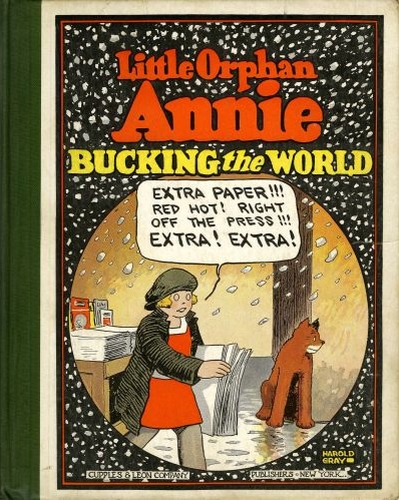 Little Orphan
Annie
BUCKING the WORLD
EXTRA PAPER!!!
RED HOT! RIGHT
OFF THE PRESS!!!
EXTRA! EXTRA!
HAROLD
GRAY
CUPPLES & LEON COMPANY
PUBLISHERS - NEW YORK